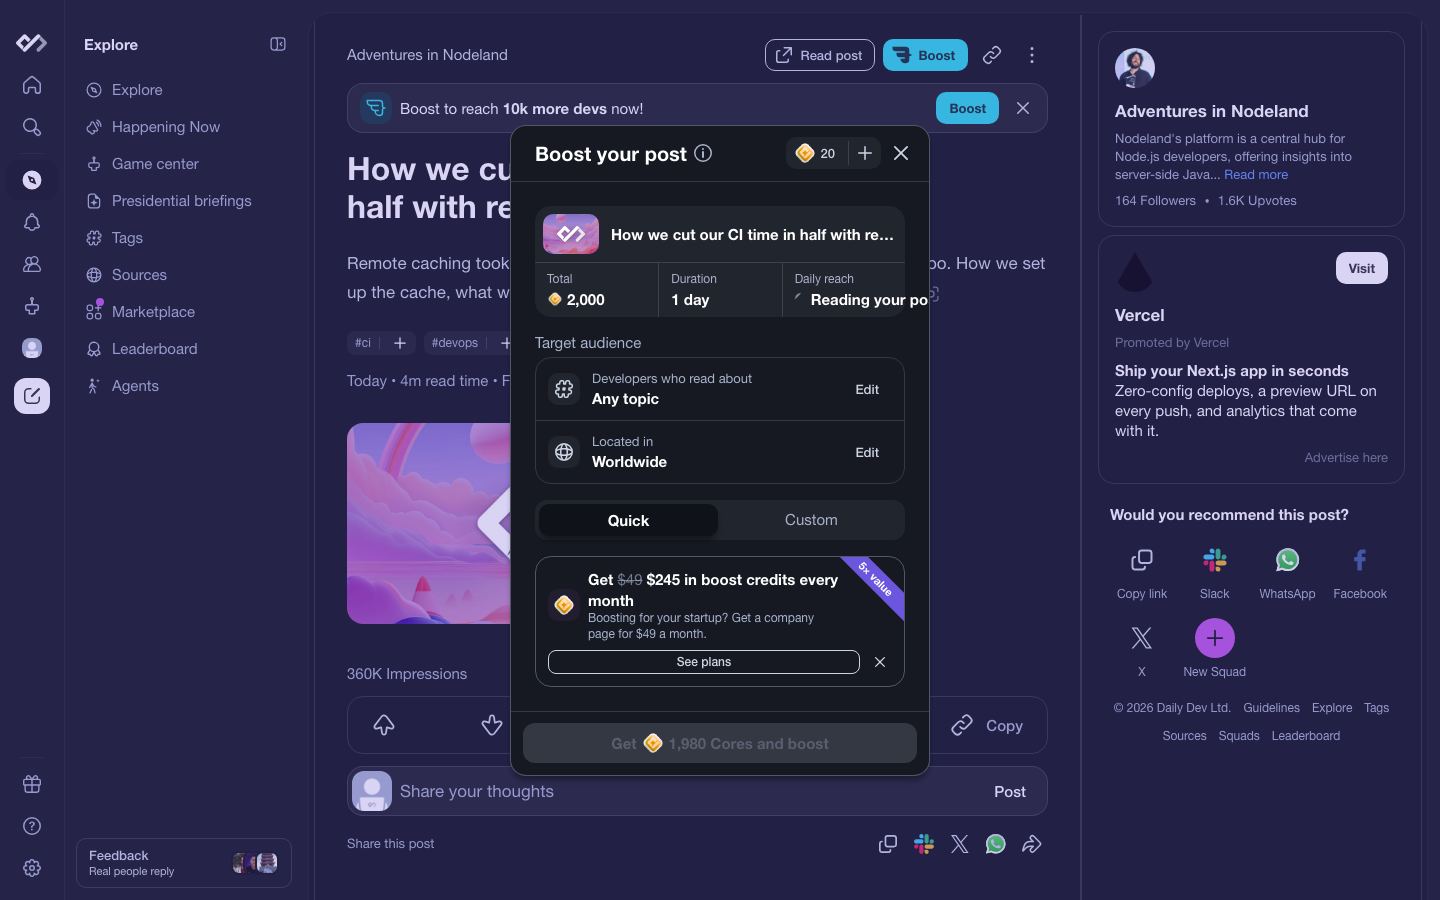 Explore
Explore
Happening Now
Game center
Presidential briefings
Tags
Sources
Marketplace
Leaderboard
Agents
Feedback
Real people reply
Adventures in Nodeland
Read post
Boost
Boost to reach 10k more devs now!
Boost
How we cu
half with re
Remote caching took
po. How we set
up the cache, what w
#ci
#devops
Today • 4m read time • F
360K Impressions
Copy
Share your thoughts
Post
Share this post
Boost your post
20
How we cut our CI time in half with re...
Total
2,000
Duration
1 day
Daily reach
Reading your po
Target audience
Developers who read about
Any topic
Edit
Located in
Worldwide
Edit
Quick
Custom
Get $49 $245 in boost credits every
month
Boosting for your startup? Get a company
page for $49 a month.
5x value
See plans
Get 1,980 Cores and boost
Adventures in Nodeland
Nodeland's platform is a central hub for
Node.js developers, offering insights into
server-side Java... Read more
164 Followers • 1.6K Upvotes
Visit
Vercel
Promoted by Vercel
Ship your Next.js app in seconds
Zero-config deploys, a preview URL on
every push, and analytics that come
with it.
Advertise here
Would you recommend this post?
Copy link
Slack
WhatsApp
Facebook
X
New Squad
© 2026 Daily Dev Ltd. Guidelines Explore Tags
Sources Squads Leaderboard